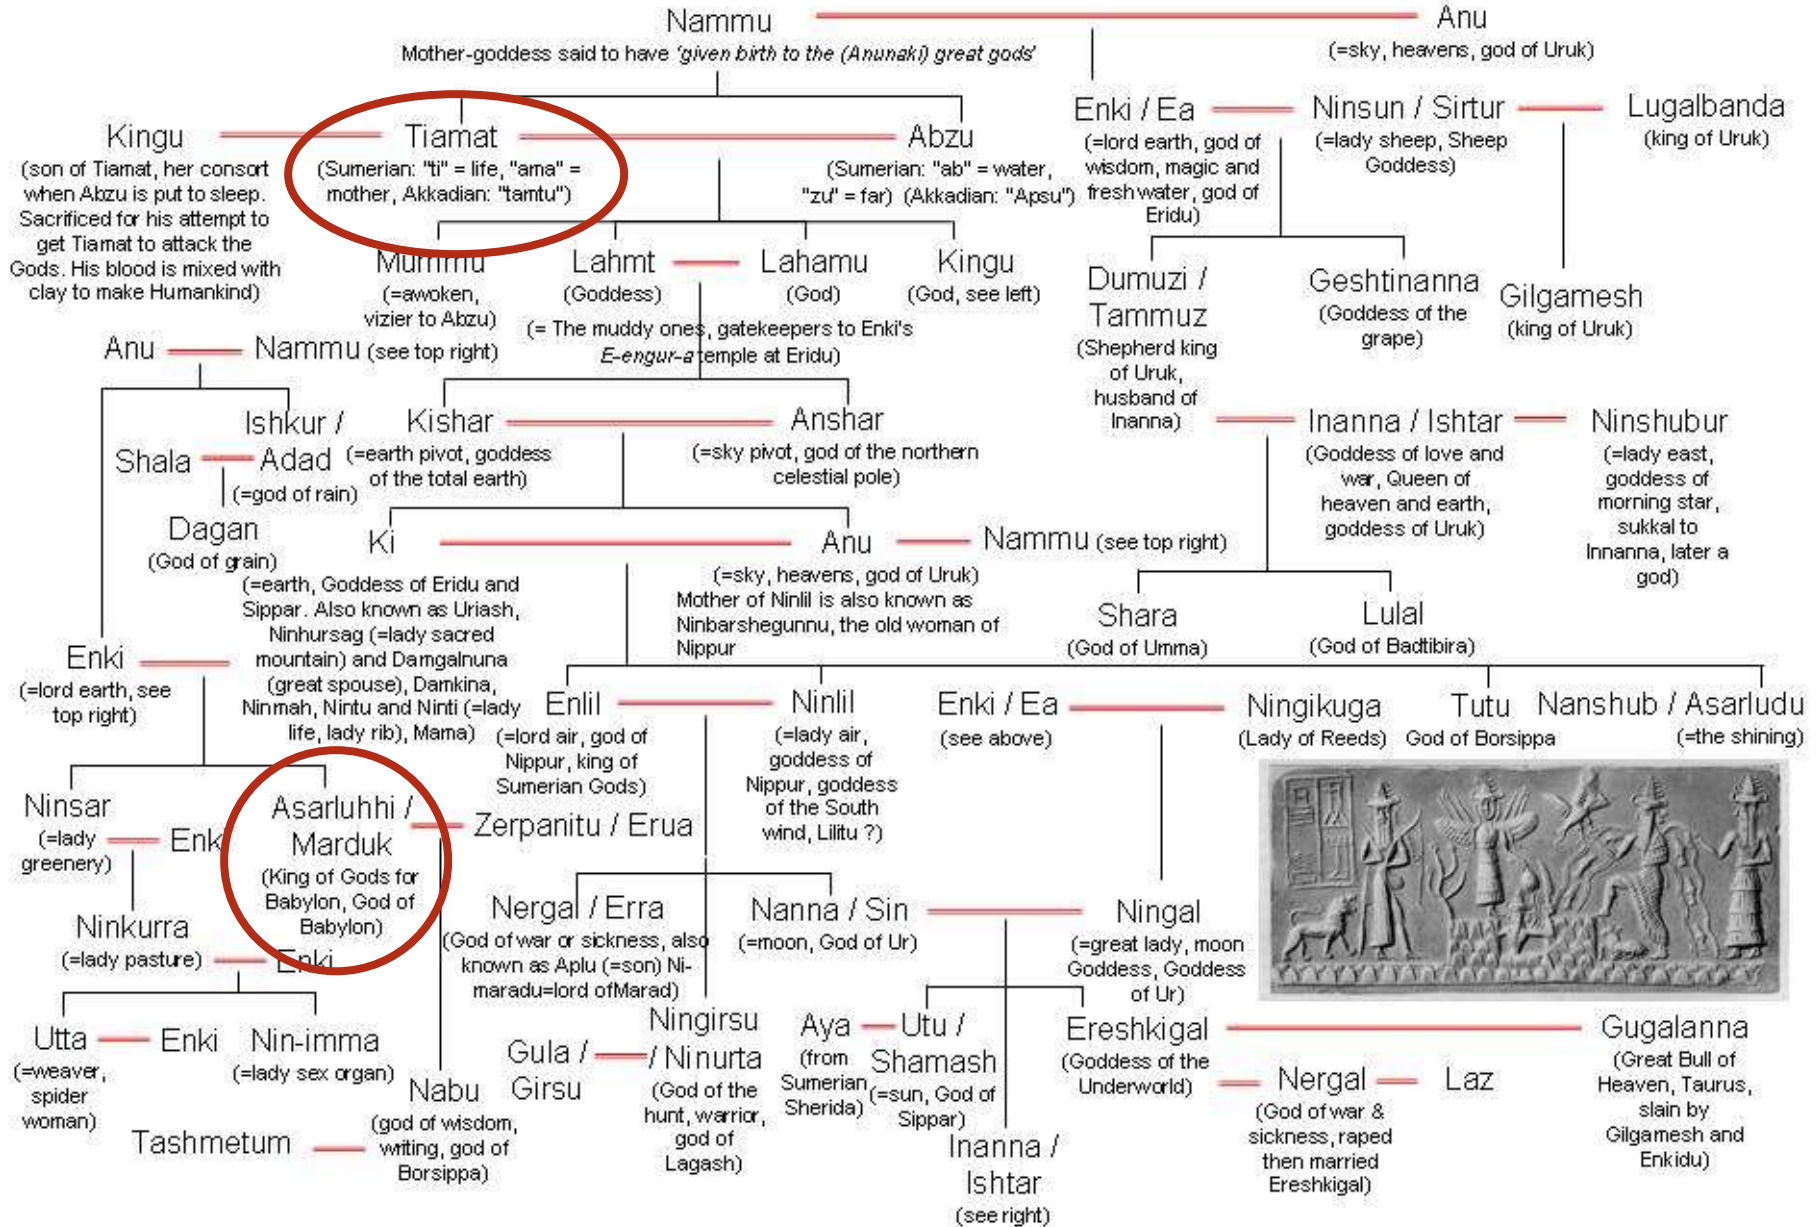 Nammu
Mother-goddess said to have 'given birth to the (Anunaki) great gods'
Anu
(=sky, heavens, god of Uruk)
Kingu
(son of Tiamat, her consort
when Abzu is put to sleep.
Sacrificed for his attempt to
get Tiamat to attack the
Gods. His blood is mixed with
clay to make Humankind)
Tiamat
(Sumerian: "ti" = life, "ama" =
mother, Akkadian: "tamtu")
Abzu
(Sumerian: "ab" = water,
"zu" = far) (Akkadian: "Apsu")
Enki / Ea
(=lord earth, god of
wisdom, magic and
fresh water, god of
Eridu)
Ninsun / Sirtur
(=lady sheep, Sheep
Goddess)
Lugalbanda
(king of Uruk)
Mummu
(=awoken,
vizier to Abzu)
Lahmt
(Goddess)
Lahamu
(God)
Kingu
(God, see left)
(= The muddy ones, gatekeepers to Enki's
E-engur-a temple at Eridu)
Dumuzi /
Tammuz
(Shepherd king
of Uruk,
husband of
Inanna)
Geshtinanna
(Goddess of the
grape)
Gilgamesh
(king of Uruk)
Anu
Nammu (see top right)
Ishkur /
Adad
(=god of rain)
Shala
Dagan
(God of grain)
Kishar
(=earth pivot, goddess
of the total earth)
Anshar
(=sky pivot, god of the northern
celestial pole)
Inanna / Ishtar
(Goddess of love and
war, Queen of
heaven and earth,
goddess of Uruk)
Ninshubur
(=lady east,
goddess of
morning star,
sukkal to
Innanna, later a
god)
Ki
(=earth, Goddess of Eridu and
Sippar. Also known as Uriash,
Ninhursag (=lady sacred
mountain) and Damgalnuna
(great spouse), Damkina,
Ninmah, Nintu and Ninti (=lady
life, lady rib), Mama)
Anu
(=sky, heavens, god of Uruk)
Mother of Ninlil is also known as
Ninbarshegunnu, the old woman of
Nippur
Nammu (see top right)
Shara
(God of Umma)
Lulal
(God of Badtibira)
Enki
(=lord earth, see
top right)
Enlil
(=lord air, god of
Nippur, king of
Sumerian Gods)
Ninlil
(=lady air,
goddess of
Nippur, goddess
of the South
wind, Lilitu ?)
Enki / Ea
(see above)
Ningikuga
(Lady of Reeds)
Tutu
God of Borsippa
Nanshub / Asarludu
(=the shining)
Ninsar
(=lady
greenery)
Enk
Asarluhhi /
Marduk
(King of Gods for
Babylon, God of
Babylon)
Zerpanitu / Erua
Ninkurra
(=lady pasture)
Enki
Nergal / Erra
(God of war or sickness, also
known as Aplu (=son) Ni-
maradu=lord of Marad)
Nanna / Sin
(=moon, God of Ur)
Ningal
(=great lady, moon
Goddess, Goddess
of Ur)
Utta
(=weaver,
spider
woman)
Enki
Nin-imma
(=lady sex organ)
Nabu
(god of wisdom,
writing, god of
Borsippa)
Tashmetum
Gula /
Girsu
Ningirsu
/ Ninurta
(God of the
hunt, warrior,
god of
Lagash)
Aya
(from
Sumerian
Sherida)
Utu /
Shamash
(=sun, God of
Sippar)
Inanna /
Ishtar
(see right)
Ereshkigal
(Goddess of the
Underworld)
Nergal
(God of war &
sickness, raped
then married
Ereshkigal)
Laz
Gugalanna
(Great Bull of
Heaven, Taurus,
slain by
Gilgamesh and
Enkidu)